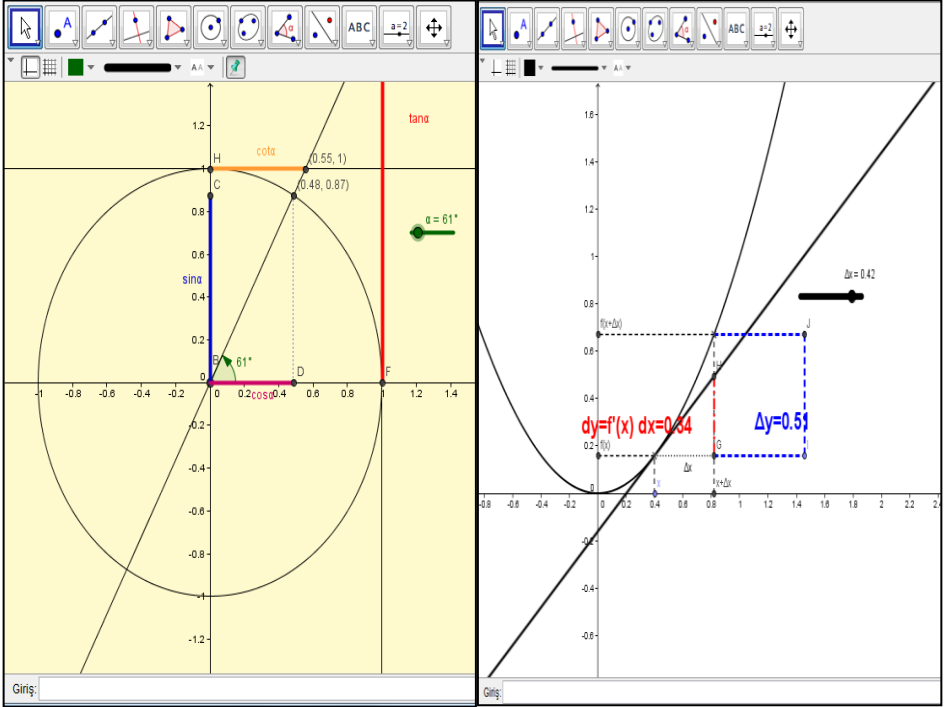 ABC
a=2
AA
tanα
1.2
cotα
H
(0.55, 1)
1
C
(0.48, 0.87)
0.8
α = 61°
0.6
sinα
0.4
0.2
B
61°
D
F
0
-1 -0.8 -0.6 -0.4 -0.2 0 0.2 0.4 0.6 0.8 1 1.2 1.4
cosα
-0.2
-0.4
-0.6
-0.8
-1
-1.2
Giriş:
ABC
a=2
AA
1.6
1.4
1.2
1
Δx = 0.42
0.8
f(x+Δx)
J
0.6
H
0.4
dy=f'(x) dx=0.34
Δy=0.51
0.2
f(x)
G
I
Δx
x
x+Δx
0
-0.8 -0.6 -0.4 -0.2 0 0.2 0.4 0.6 0.8 1 1.2 1.4 1.6 1.8 2 2.2 2.4
-0.2
-0.4
-0.6
Giriş: